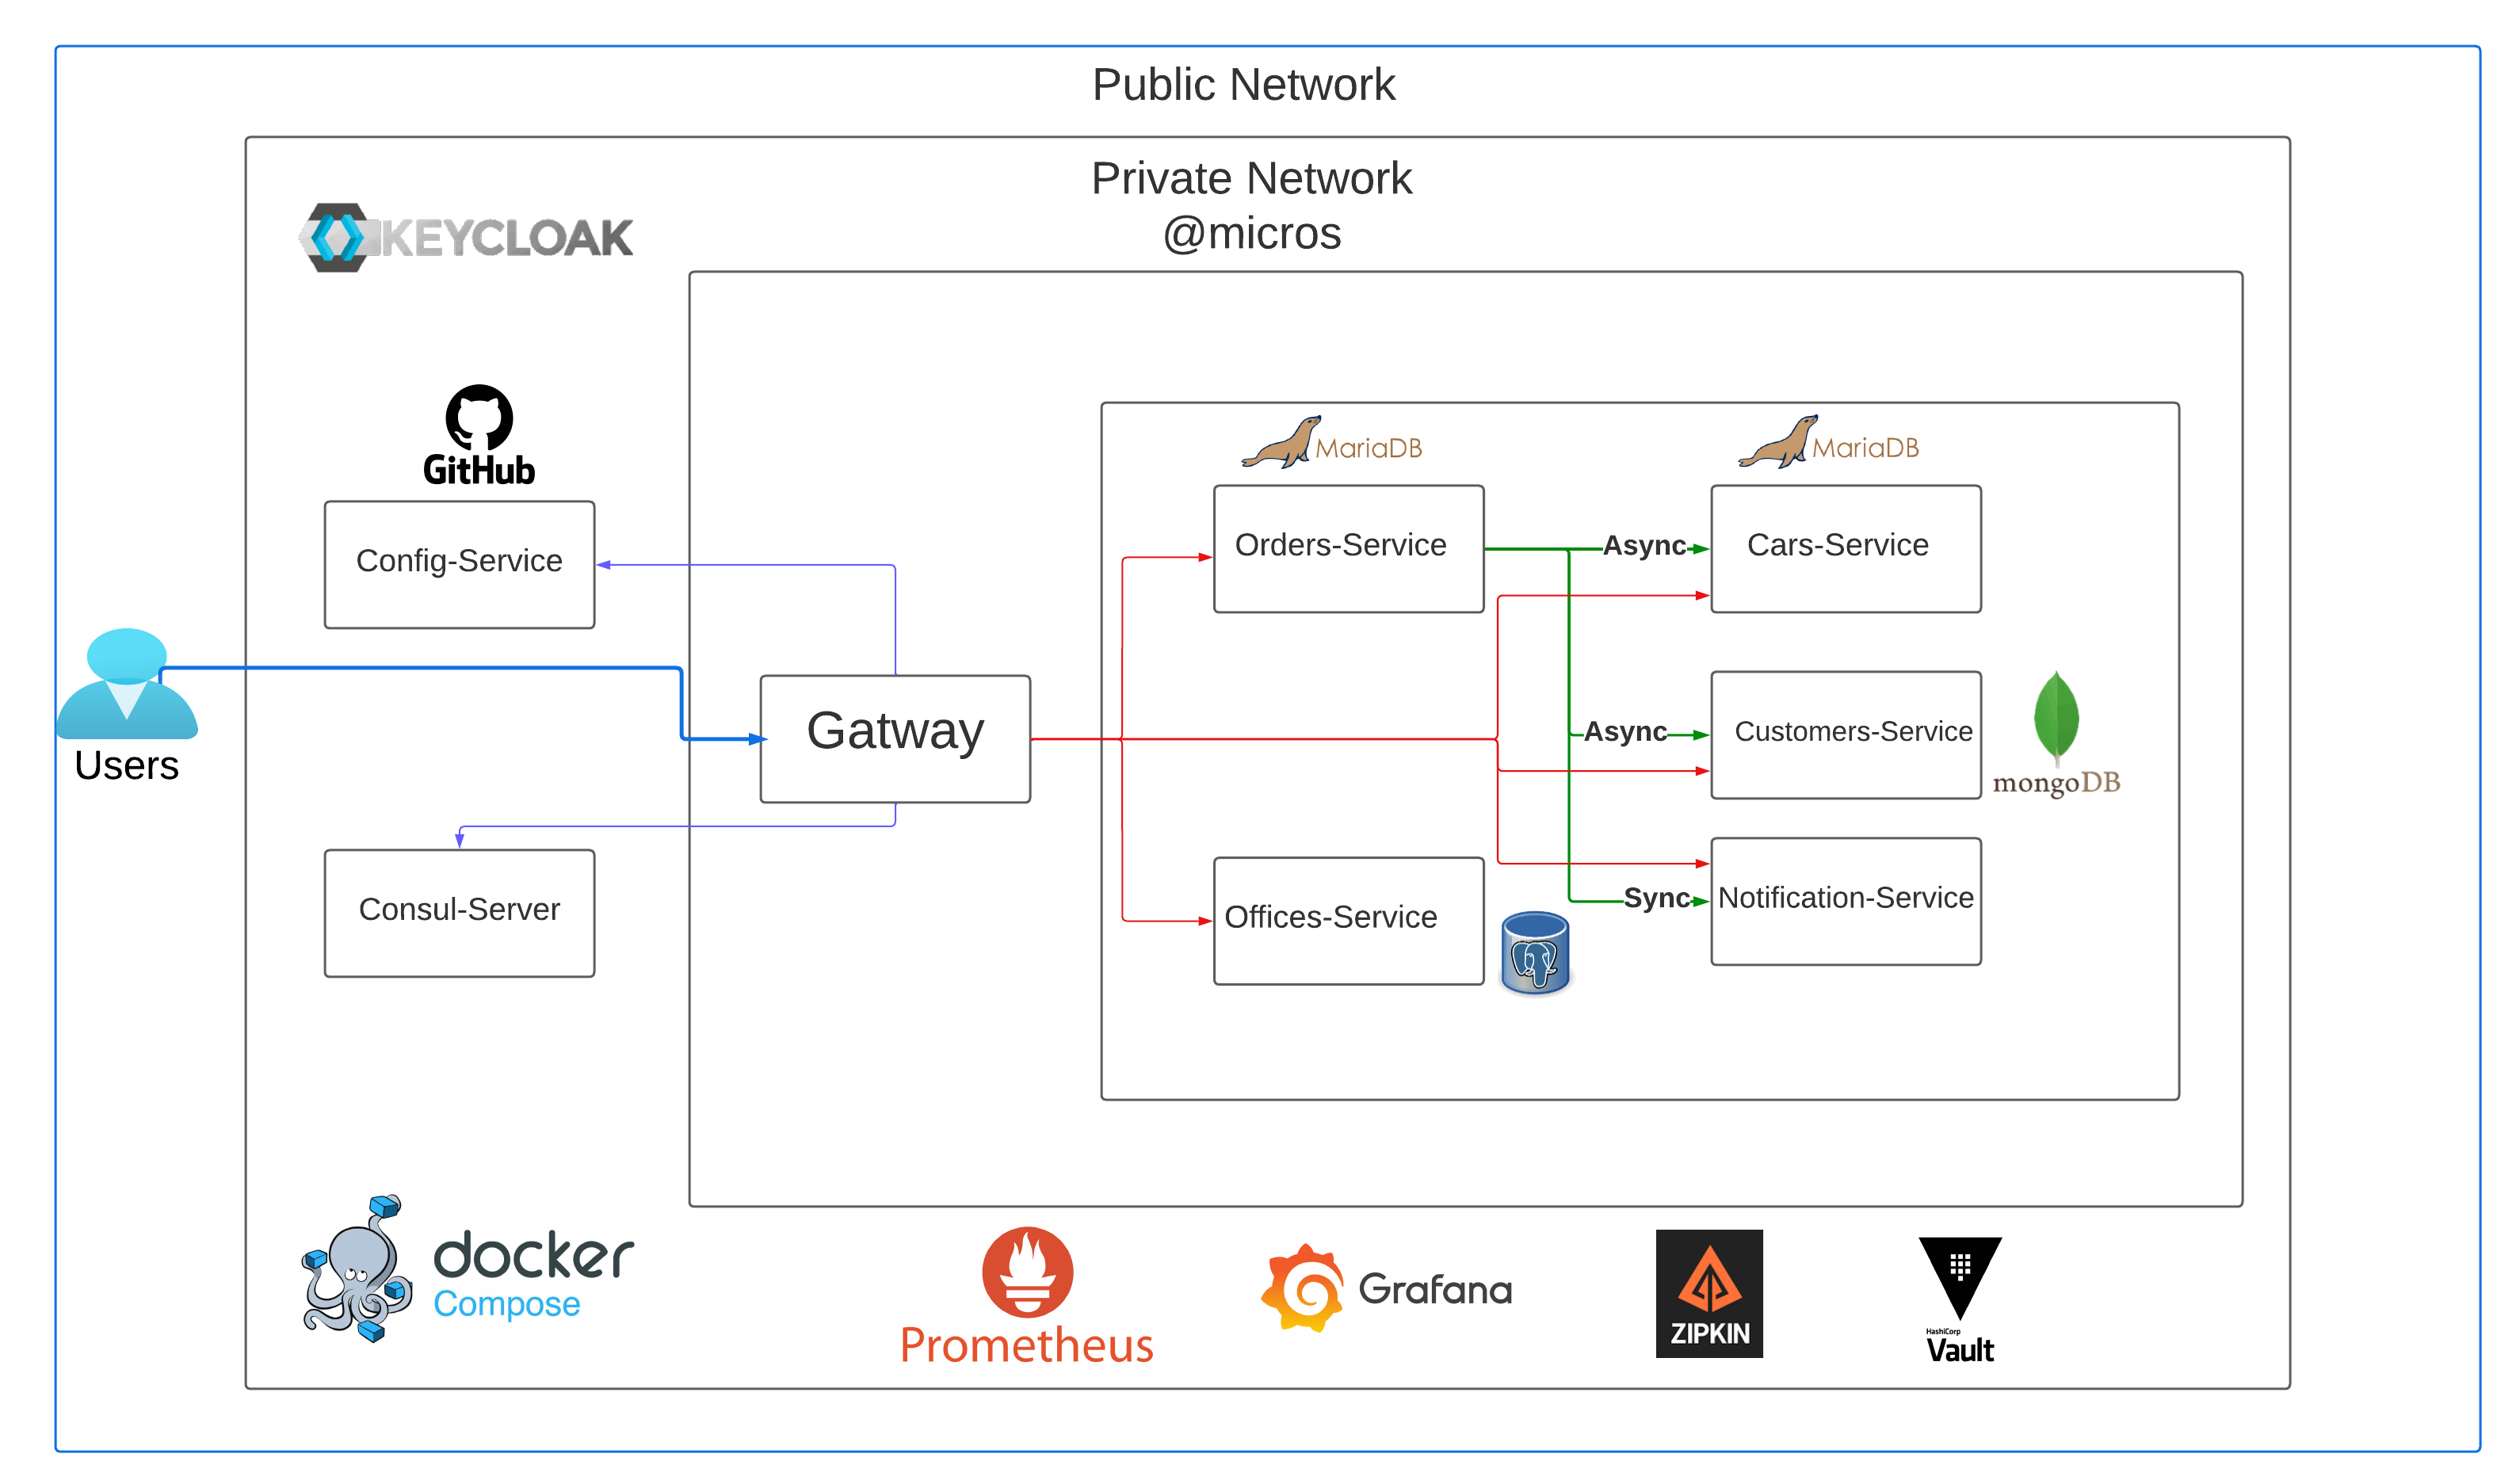 Public Network
Private Network
@micros
KEYCLOAK
GitHub
MariaDB
MariaDB
Orders-Service
Async
Cars-Service
Config-Service
Gatway
Async
Customers-Service
mongoDB
Users
Consul-Server
Offices-Service
Sync
Notification-Service
docker
Compose
Prometheus
Grafana
ZIPKIN
HashiCorp
Vault